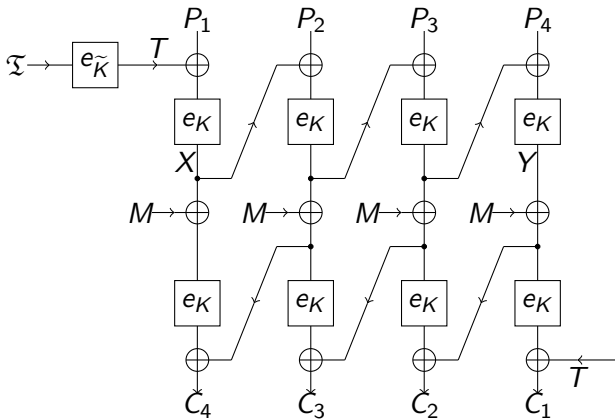 P₁ P₂ P₃ P₄
𝔗 e_K̃ T
e_K e_K e_K e_K
X Y
M M M M
e_K e_K e_K e_K
T
C₄ C₃ C₂ C₁